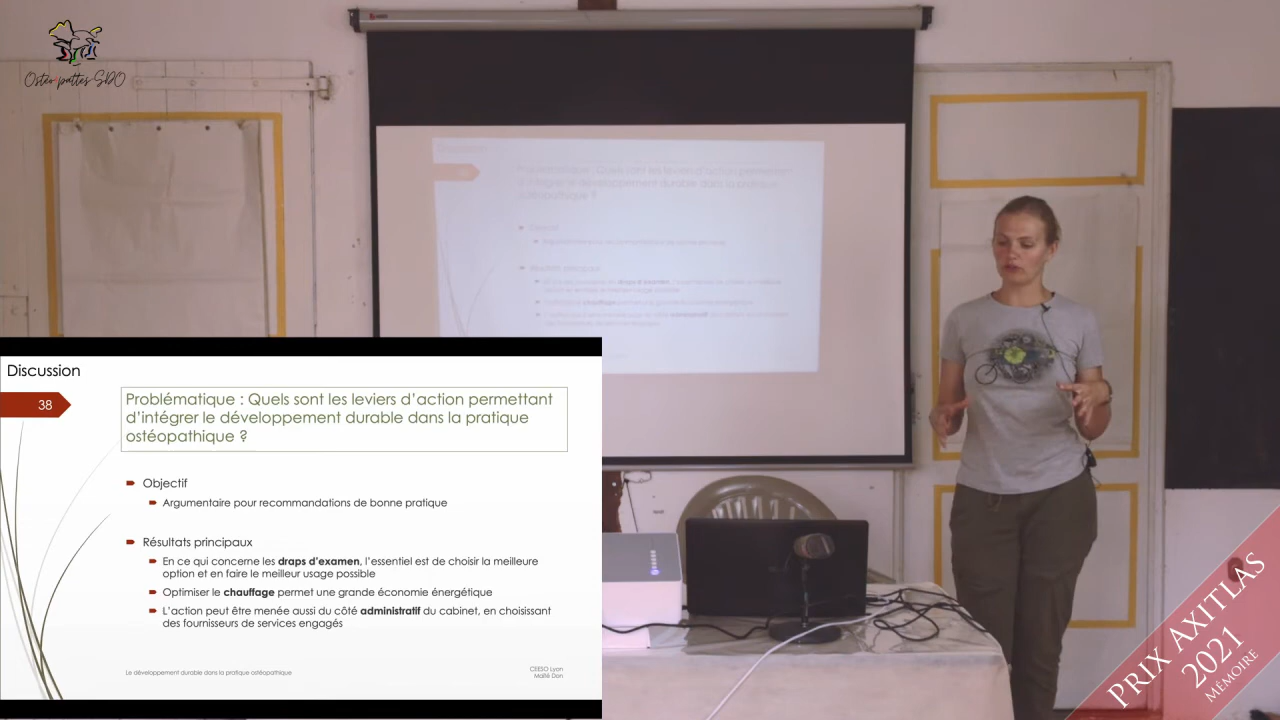 Ostéo pattes SDO
Discussion
38
Problématique : Quels sont les leviers d'action permettant
d'intégrer le développement durable dans la pratique
ostéopathique ?
Objectif
Argumentaire pour recommandations de bonne pratique
Résultats principaux
En ce qui concerne les draps d'examen, l'essentiel est de choisir la meilleure
option et en faire le meilleur usage possible
Optimiser le chauffage permet une grande économie énergétique
L'action peut être menée aussi du côté administratif du cabinet, en choisissant
des fournisseurs de services engagés
Le développement durable dans la pratique ostéopathique
CEESO Lyon
Maïté Dan
PRIX AXITLAS
2021
MÉMOIRE